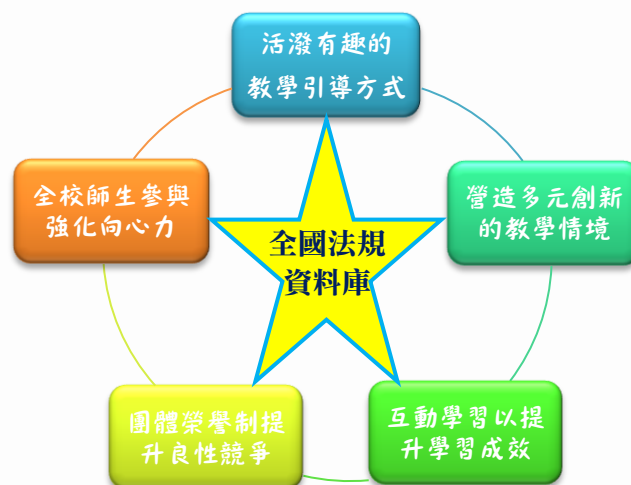 活潑有趣的
教學引導方式
全校師生參與
強化向心力
營造多元創新
的教學情境
全國法規
資料庫
團體榮譽制提
升良性競爭
互動學習以提
升學習成效